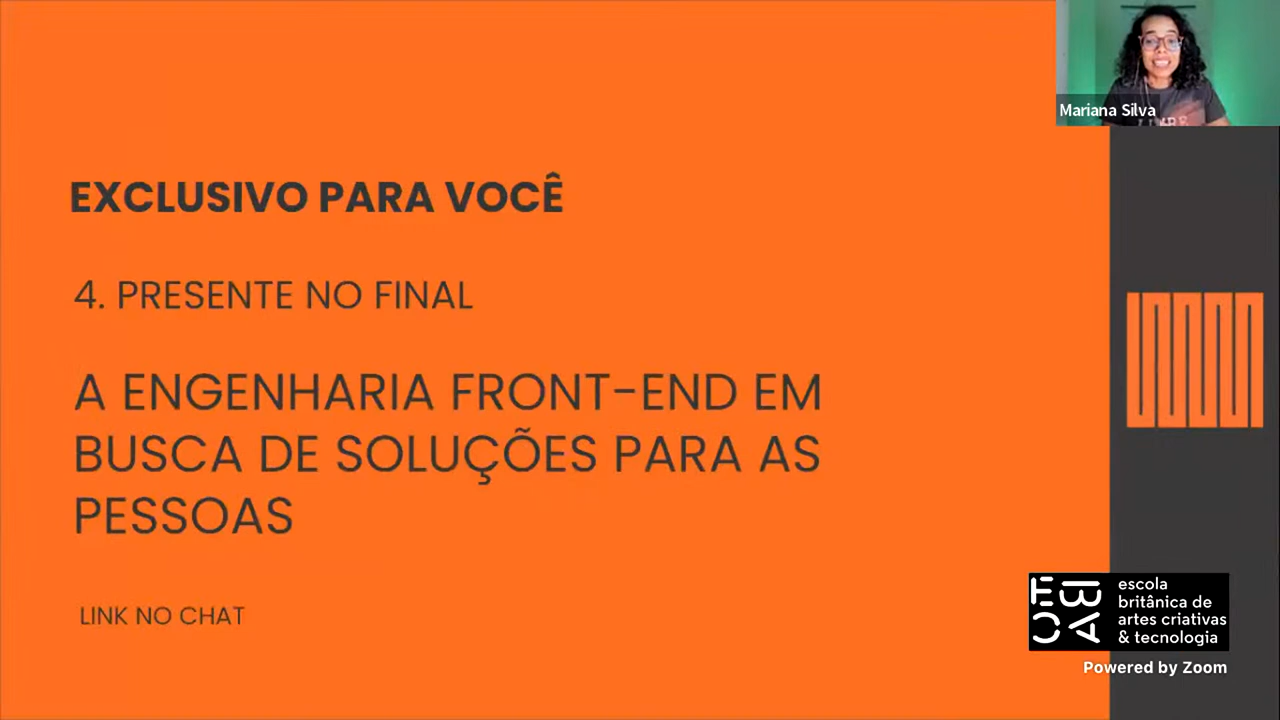 Mariana Silva
EXCLUSIVO PARA VOCÊ
4. PRESENTE NO FINAL
A ENGENHARIA FRONT-END EM
BUSCA DE SOLUÇÕES PARA AS
PESSOAS
LINK NO CHAT
EBAC
escola
britânica de
artes criativas
& tecnologia
Powered by Zoom